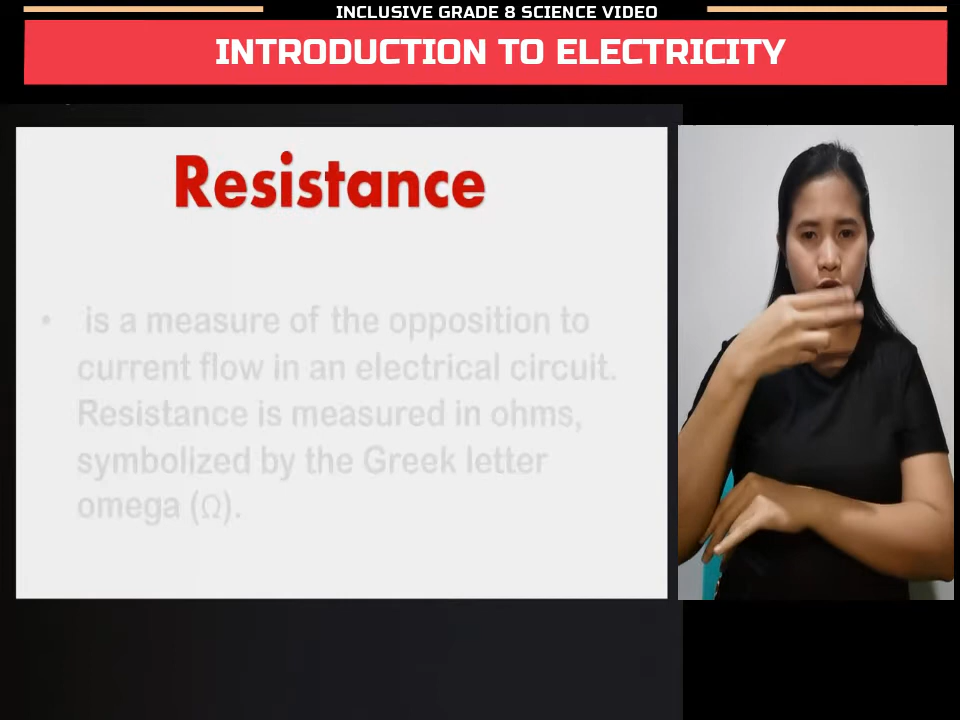 INCLUSIVE GRADE 8 SCIENCE VIDEO
INTRODUCTION TO ELECTRICITY
Resistance
• is a measure of the opposition to
current flow in an electrical circuit.
Resistance is measured in ohms,
symbolized by the Greek letter
omega (Ω).